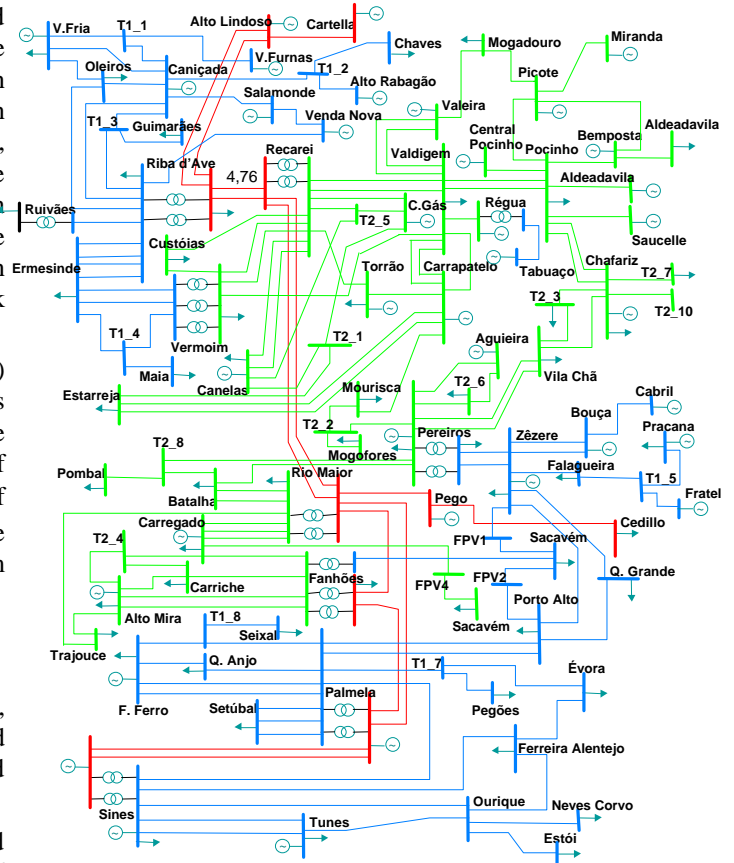 Alto Lindoso
Cartella
V.Fria
T1_1
Mogadouro
Miranda
Chaves
V.Furnas
Oleiros
Caniçada
T1_2
Picote
Alto Rabagão
Salamonde
Valeira
Venda Nova
T1_3
Guimarães
Central
Pocinho
Bemposta
Aldeadavila
Recarei
Valdigem
Pocinho
Riba d'Ave
4,76
Aldeadavila
Ruivães
C.Gás
Régua
T2_5
Custóias
Saucelle
Ermesinde
Torrão
Carrapatelo
Tabuaço
Chafariz
T2_7
T2_3
T2_10
T1_4
Vermoim
T2_1
Aguieira
Maia
Canelas
Vila Chã
Estarreja
Mourisca
T2_6
Cabril
Bouça
T2_2
Pereiros
Zêzere
Pracana
T2_8
Mogofores
Pombal
Rio Maior
Falagueira
T1_5
Batalha
Pego
Fratel
Carregado
Cedillo
T2_4
FPV1
Sacavém
Fanhões
Q. Grande
Carriche
FPV4
FPV2
Alto Mira
Porto Alto
T1_8
Sacavém
Seixal
Trajouce
Q. Anjo
T1_7
Évora
F. Ferro
Setúbal
Palmela
Pegões
Ferreira Alentejo
Sines
Ourique
Neves Corvo
Tunes
Estói